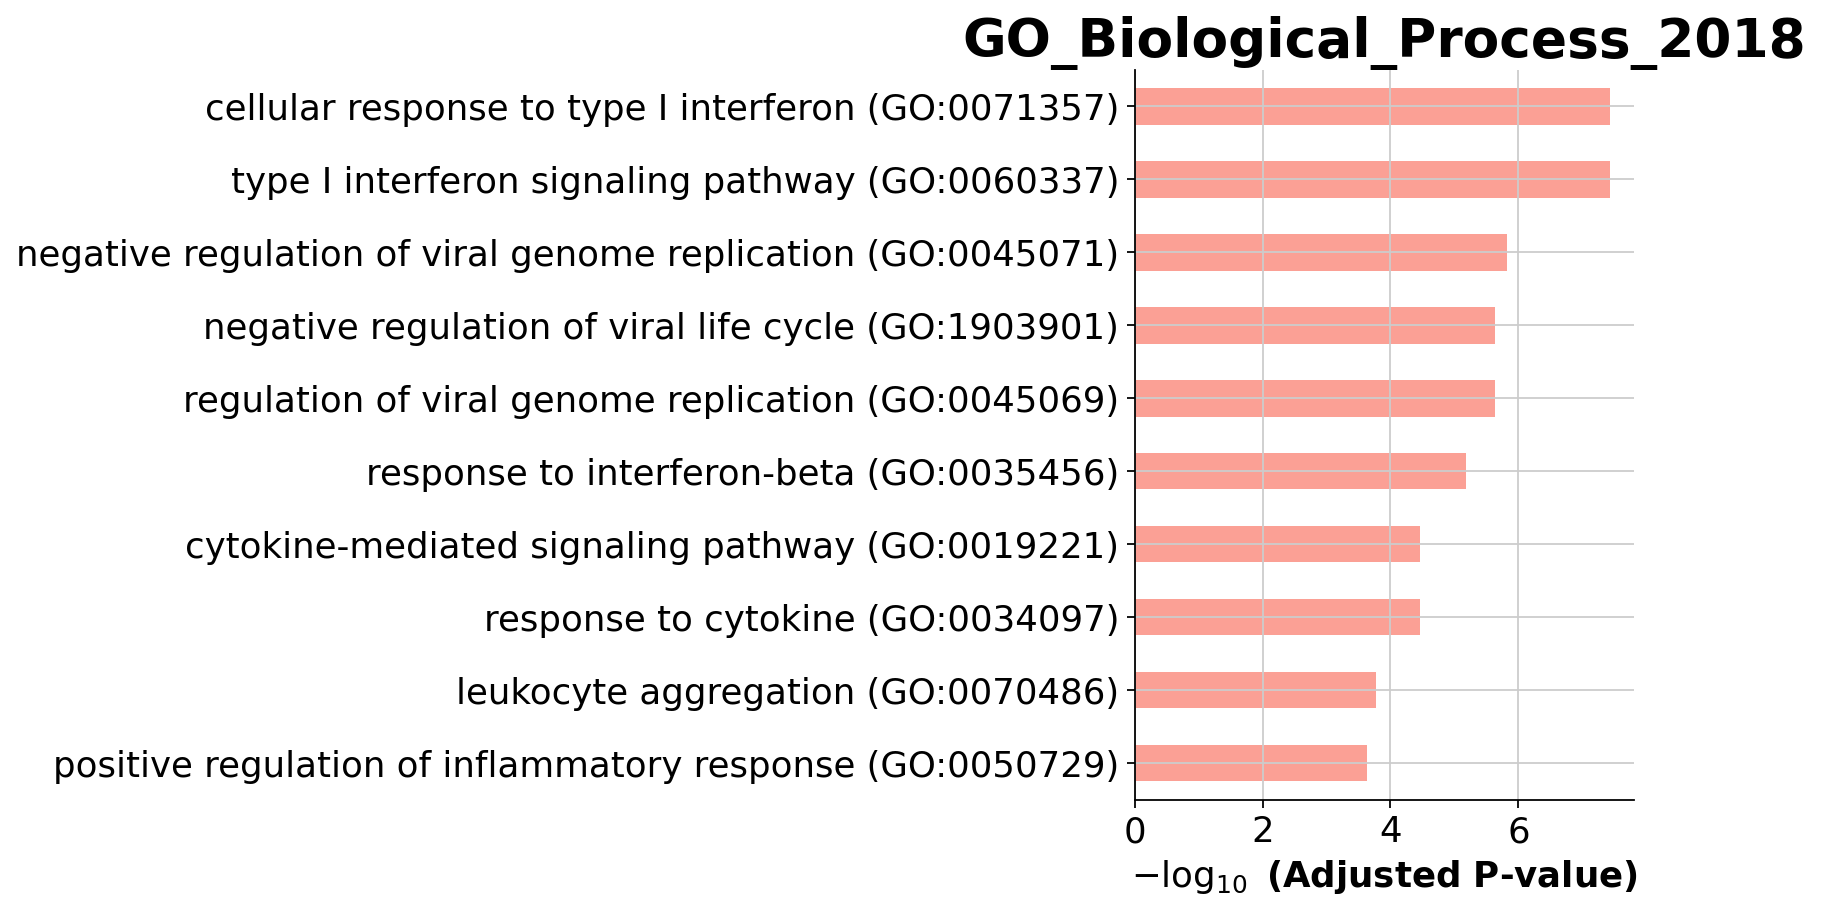 GO_Biological_Process_2018
cellular response to type I interferon (GO:0071357)
type I interferon signaling pathway (GO:0060337)
negative regulation of viral genome replication (GO:0045071)
negative regulation of viral life cycle (GO:1903901)
regulation of viral genome replication (GO:0045069)
response to interferon-beta (GO:0035456)
cytokine-mediated signaling pathway (GO:0019221)
response to cytokine (GO:0034097)
leukocyte aggregation (GO:0070486)
positive regulation of inflammatory response (GO:0050729)
0 2 4 6
−log₁₀ (Adjusted P-value)